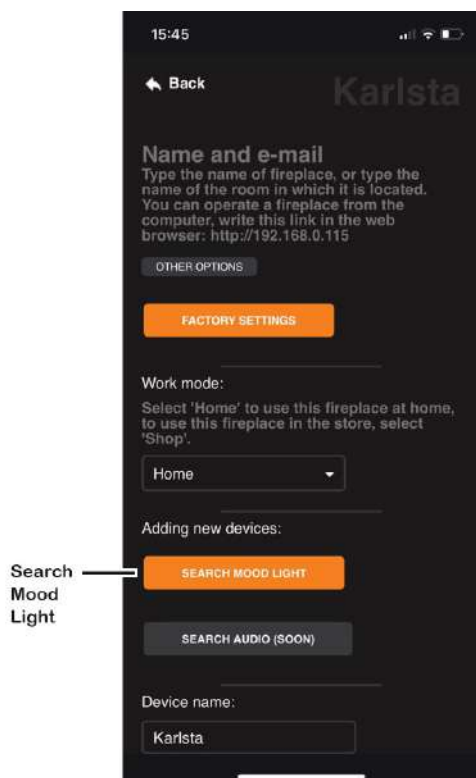 15:45
Back
Karlsta
Name and e-mail
Type the name of fireplace, or type the
name of the room in which it is located.
You can operate a fireplace from the
computer, write this link in the web
browser: http://192.168.0.115
OTHER OPTIONS
FACTORY SETTINGS
Work mode:
Select 'Home' to use this fireplace at home,
to use this fireplace in the store, select
'Shop'.
Home
Adding new devices:
Search
Mood
Light
SEARCH MOOD LIGHT
SEARCH AUDIO (SOON)
Device name:
Karlsta